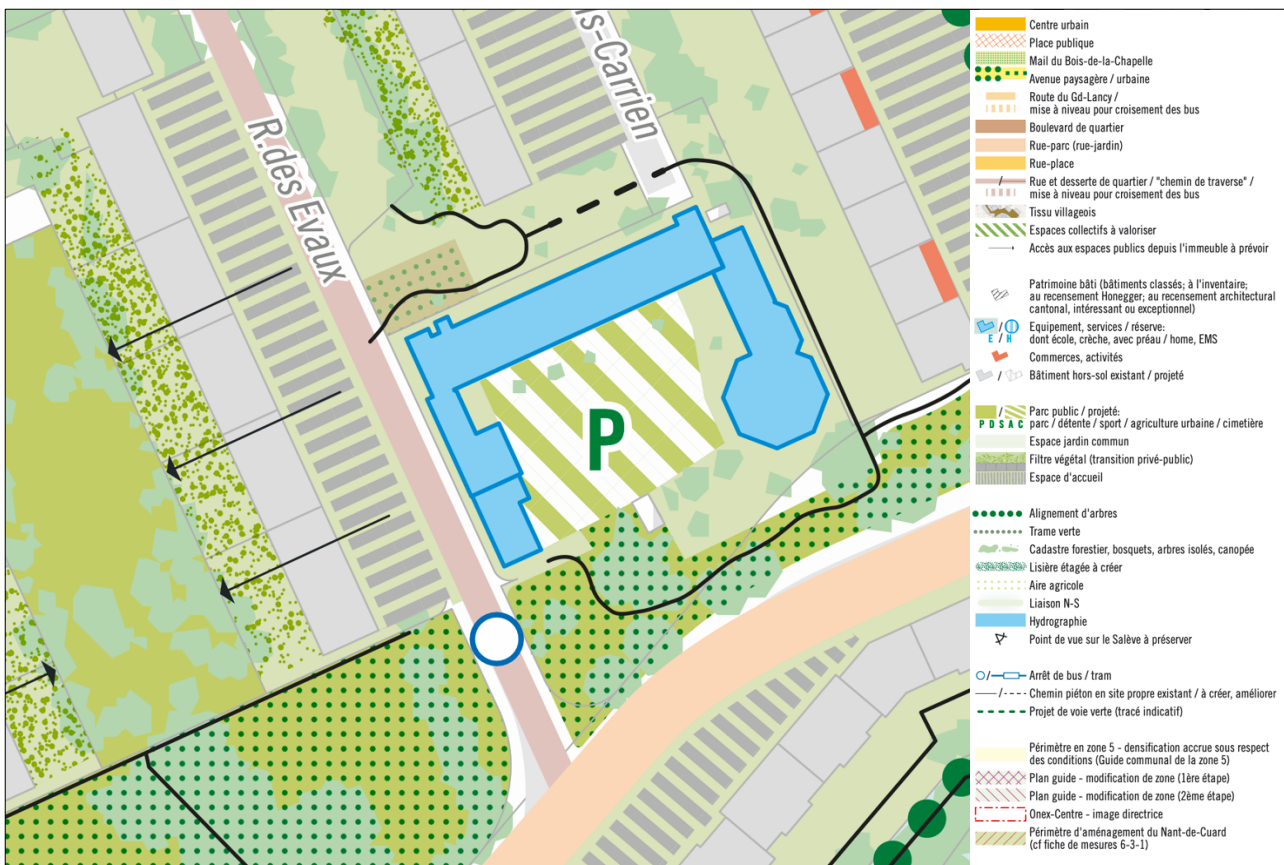 R.des Evaux
is-Carrien
P
Centre urbain
Place publique
Mail du Bois-de-la-Chapelle
Avenue paysagère / urbaine
Route du Gd-Lancy /
mise à niveau pour croisement des bus
Boulevard de quartier
Rue-parc (rue-jardin)
Rue-place
/ Rue et desserte de quartier / "chemin de traverse" /
mise à niveau pour croisement des bus
Tissu villageois
Espaces collectifs à valoriser
Accès aux espaces publics depuis l'immeuble à prévoir
Patrimoine bâti (bâtiments classés; à l'inventaire;
au recensement Honegger; au recensement architectural
cantonal, intéressant ou exceptionnel)
/ Equipement, services / réserve:
E / H dont école, crèche, avec préau / home, EMS
Commerces, activités
/ Bâtiment hors-sol existant / projeté
/ Parc public / projeté:
P D S A C parc / détente / sport / agriculture urbaine / cimetière
Espace jardin commun
Filtre végétal (transition privé-public)
Espace d'accueil
Alignement d'arbres
Trame verte
Cadastre forestier, bosquets, arbres isolés, canopée
Lisière étagée à créer
Aire agricole
Liaison N-S
Hydrographie
Point de vue sur le Salève à préserver
/ Arrêt de bus / tram
/ Chemin piéton en site propre existant / à créer, améliorer
Projet de voie verte (tracé indicatif)
Périmètre en zone 5 - densification accrue sous respect
des conditions (Guide communal de la zone 5)
Plan guide - modification de zone (1ère étape)
Plan guide - modification de zone (2ème étape)
Onex-Centre - image directrice
Périmètre d'aménagement du Nant-de-Cuard
(cf fiche de mesures 6-3-1)